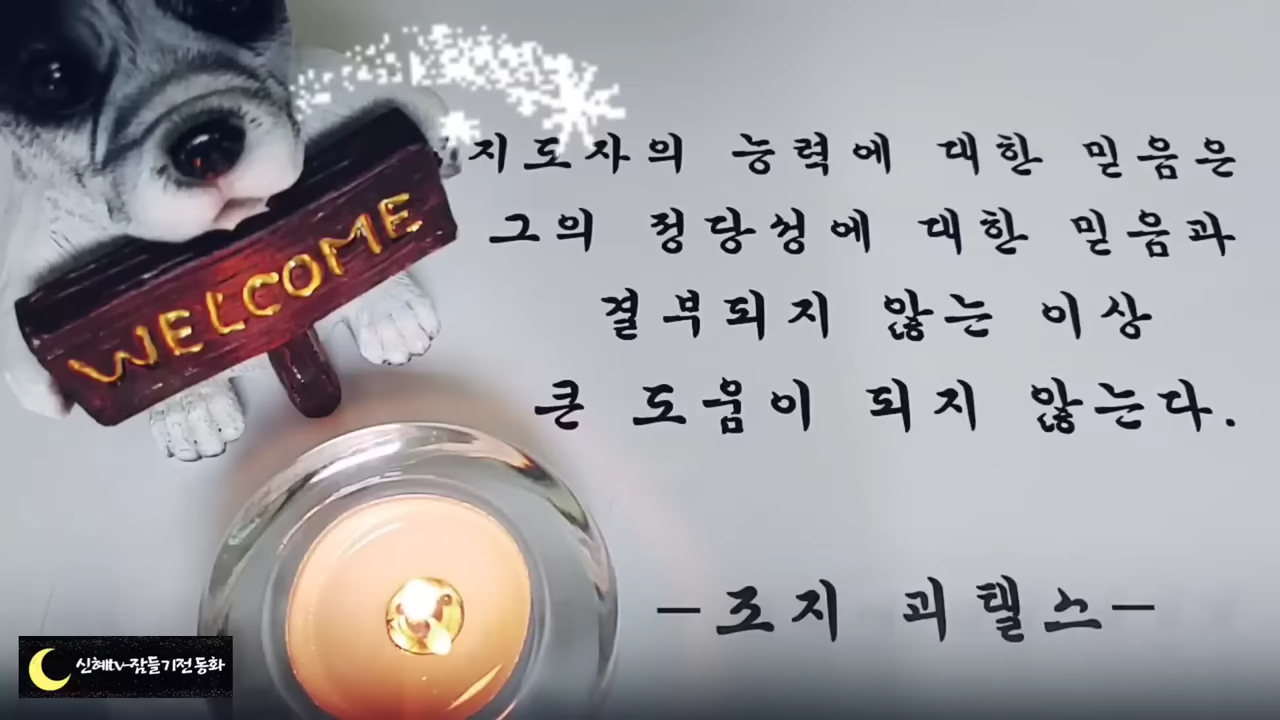 WELCOME
지도자의 능력에 대한 믿음은
그의 정당성에 대한 믿음과
결부되지 않는 이상
큰 도움이 되지 않는다.
-조지 괴텔스-
신혜tv-잠들기전동화